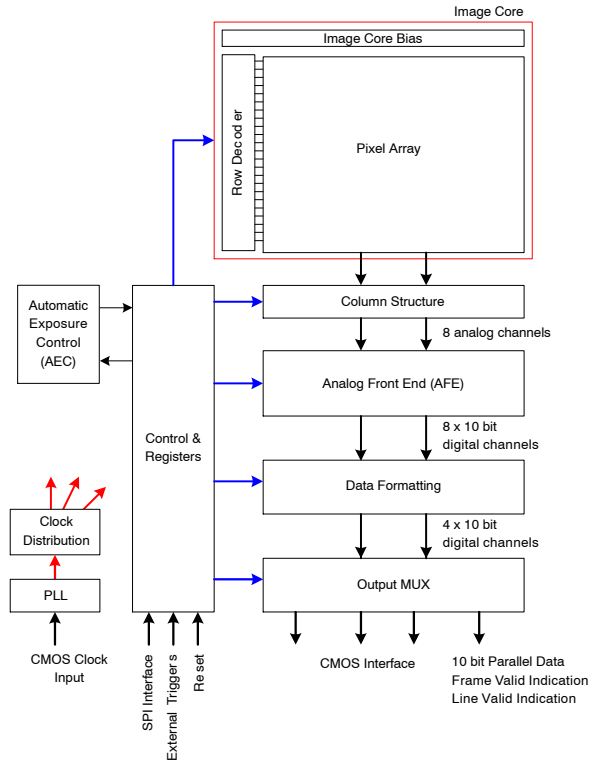 Image Core
Image Core Bias
Row Decoder
Pixel Array
Column Structure
8 analog channels
Automatic
Exposure
Control
(AEC)
Analog Front End (AFE)
8 x 10 bit
digital channels
Control &
Registers
Data Formatting
4 x 10 bit
digital channels
Clock
Distribution
PLL
Output MUX
CMOS Clock
Input
SPI Interface
External Triggers
Reset
CMOS Interface
10 bit Parallel Data
Frame Valid Indication
Line Valid Indication